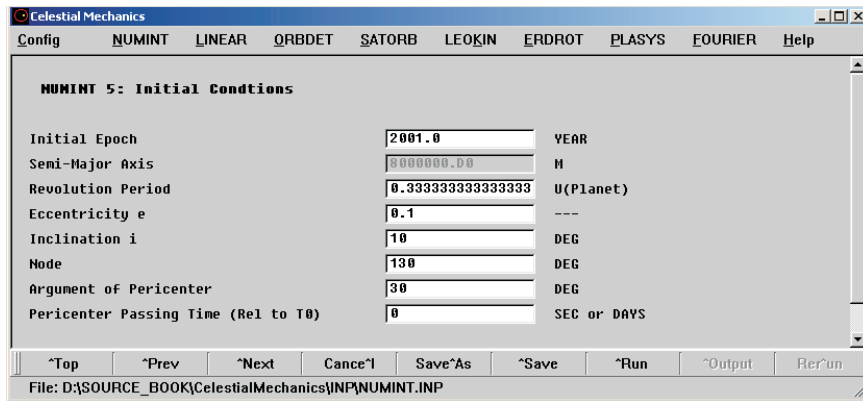 Celestial Mechanics
Config NUMINT LINEAR ORBDET SATORB LEOKIN ERDROT PLASYS FOURIER Help
NUMINT 5: Initial Condtions
Initial Epoch 2001.0 YEAR
Semi-Major Axis 8000000.D0 M
Revolution Period 0.333333333333333 U(Planet)
Eccentricity e 0.1 ---
Inclination i 10 DEG
Node 130 DEG
Argument of Pericenter 30 DEG
Pericenter Passing Time (Rel to T0) 0 SEC or DAYS
^Top ^Prev ^Next Cance^l Save^As ^Save ^Run ^Output Rer^un
File: D:\SOURCE_BOOK\CelestialMechanics\INP\NUMINT.INP